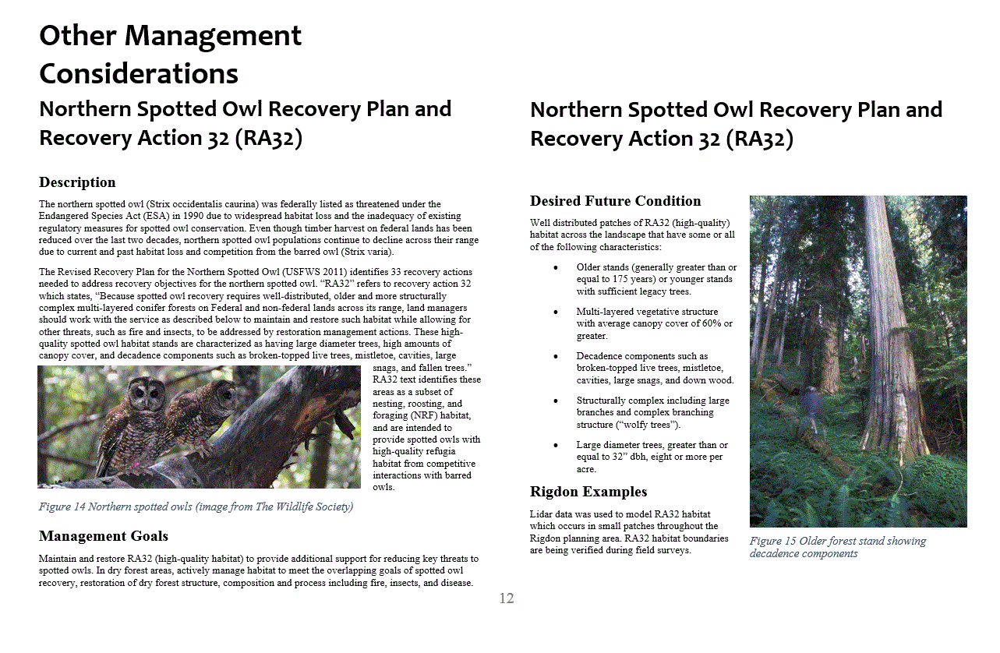 Other Management
Considerations
Northern Spotted Owl Recovery Plan and
Recovery Action 32 (RA32)
Description
The northern spotted owl (Strix occidentalis caurina) was federally listed as threatened under the
Endangered Species Act (ESA) in 1990 due to widespread habitat loss and the inadequacy of existing
regulatory measures for spotted owl conservation. Even though timber harvest on federal lands has been
reduced over the last two decades, northern spotted owl populations continue to decline across their range
due to current and past habitat loss and competition from the barred owl (Strix varia).
The Revised Recovery Plan for the Northern Spotted Owl (USFWS 2011) identifies 33 recovery actions
needed to address recovery objectives for the northern spotted owl. “RA32” refers to recovery action 32
which states, “Because spotted owl recovery requires well-distributed, older and more structurally
complex multi-layered conifer forests on Federal and non-federal lands across its range, land managers
should work with the service as described below to maintain and restore such habitat while allowing for
other threats, such as fire and insects, to be addressed by restoration management actions. These high-
quality spotted owl habitat stands are characterized as having large diameter trees, high amounts of
canopy cover, and decadence components such as broken-topped live trees, mistletoe, cavities, large
snags, and fallen trees.”
RA32 text identifies these
areas as a subset of
nesting, roosting, and
foraging (NRF) habitat,
and are intended to
provide spotted owls with
high-quality refugia
habitat from competitive
interactions with barred
owls.
Figure 14 Northern spotted owls (image from The Wildlife Society)
Management Goals
Maintain and restore RA32 (high-quality habitat) to provide additional support for reducing key threats to
spotted owls. In dry forest areas, actively manage habitat to meet the overlapping goals of spotted owl
recovery, restoration of dry forest structure, composition and process including fire, insects, and disease.
Northern Spotted Owl Recovery Plan and
Recovery Action 32 (RA32)
Desired Future Condition
Well distributed patches of RA32 (high-quality)
habitat across the landscape that have some or all
of the following characteristics:
• Older stands (generally greater than or
equal to 175 years) or younger stands
with sufficient legacy trees.
• Multi-layered vegetative structure
with average canopy cover of 60% or
greater.
• Decadence components such as
broken-topped live trees, mistletoe,
cavities, large snags, and down wood.
• Structurally complex including large
branches and complex branching
structure (“wolfy trees”).
• Large diameter trees, greater than or
equal to 32” dbh, eight or more per
acre.
Rigdon Examples
Lidar data was used to model RA32 habitat
which occurs in small patches throughout the
Rigdon planning area. RA32 habitat boundaries
are being verified during field surveys.
Figure 15 Older forest stand showing
decadence components
12